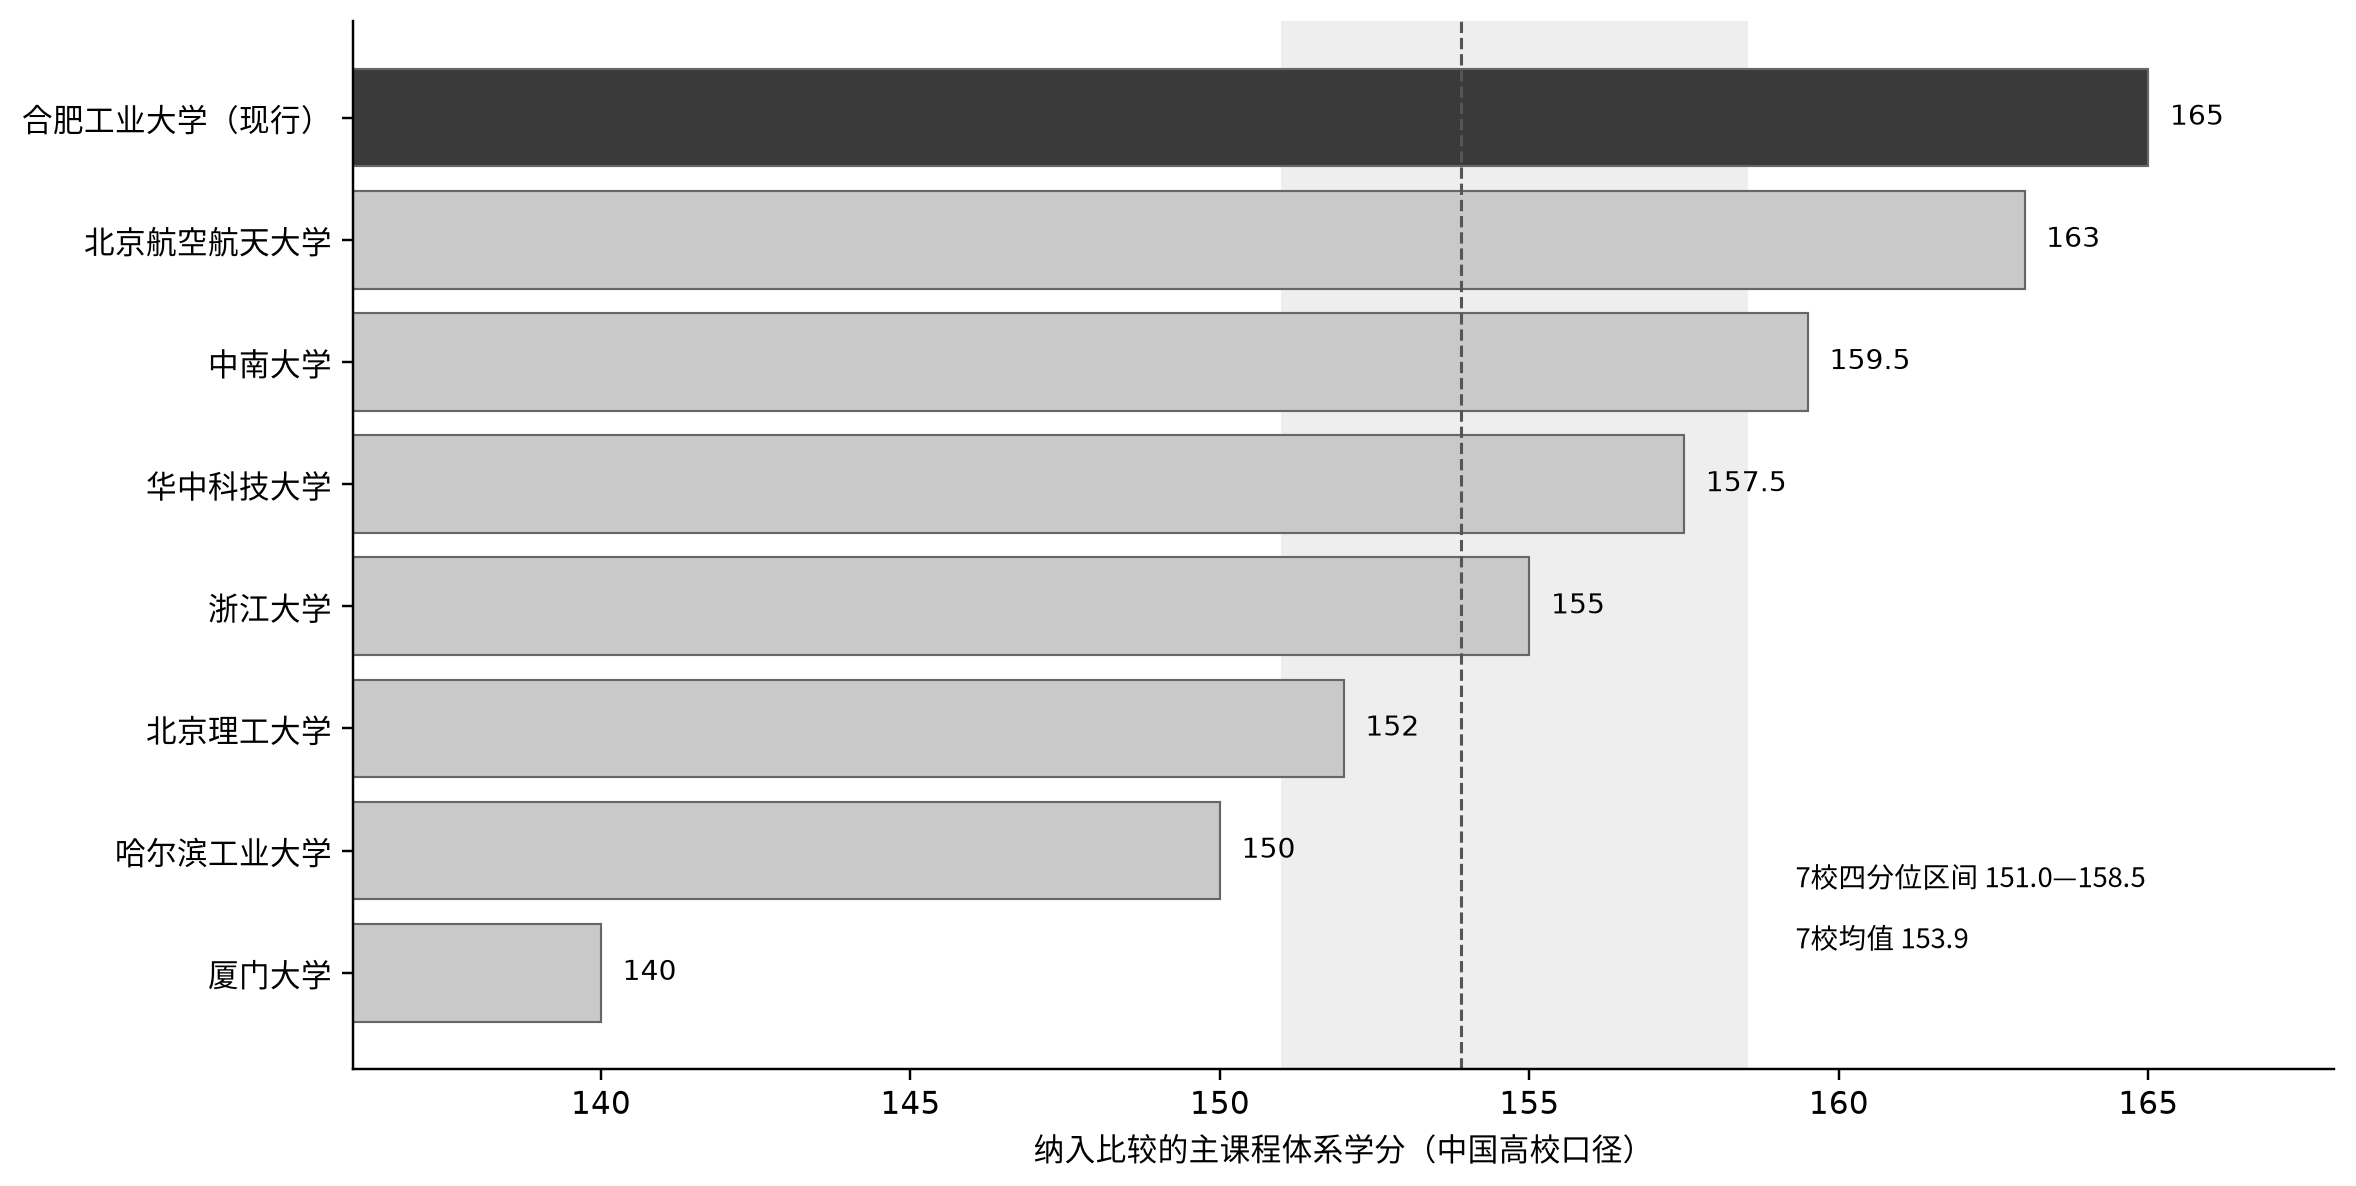 合肥工业大学（现行）
165
北京航空航天大学
163
中南大学
159.5
华中科技大学
157.5
浙江大学
155
北京理工大学
152
哈尔滨工业大学
150
厦门大学
140
7校四分位区间 151.0—158.5
7校均值 153.9
140 145 150 155 160 165
纳入比较的主课程体系学分（中国高校口径）